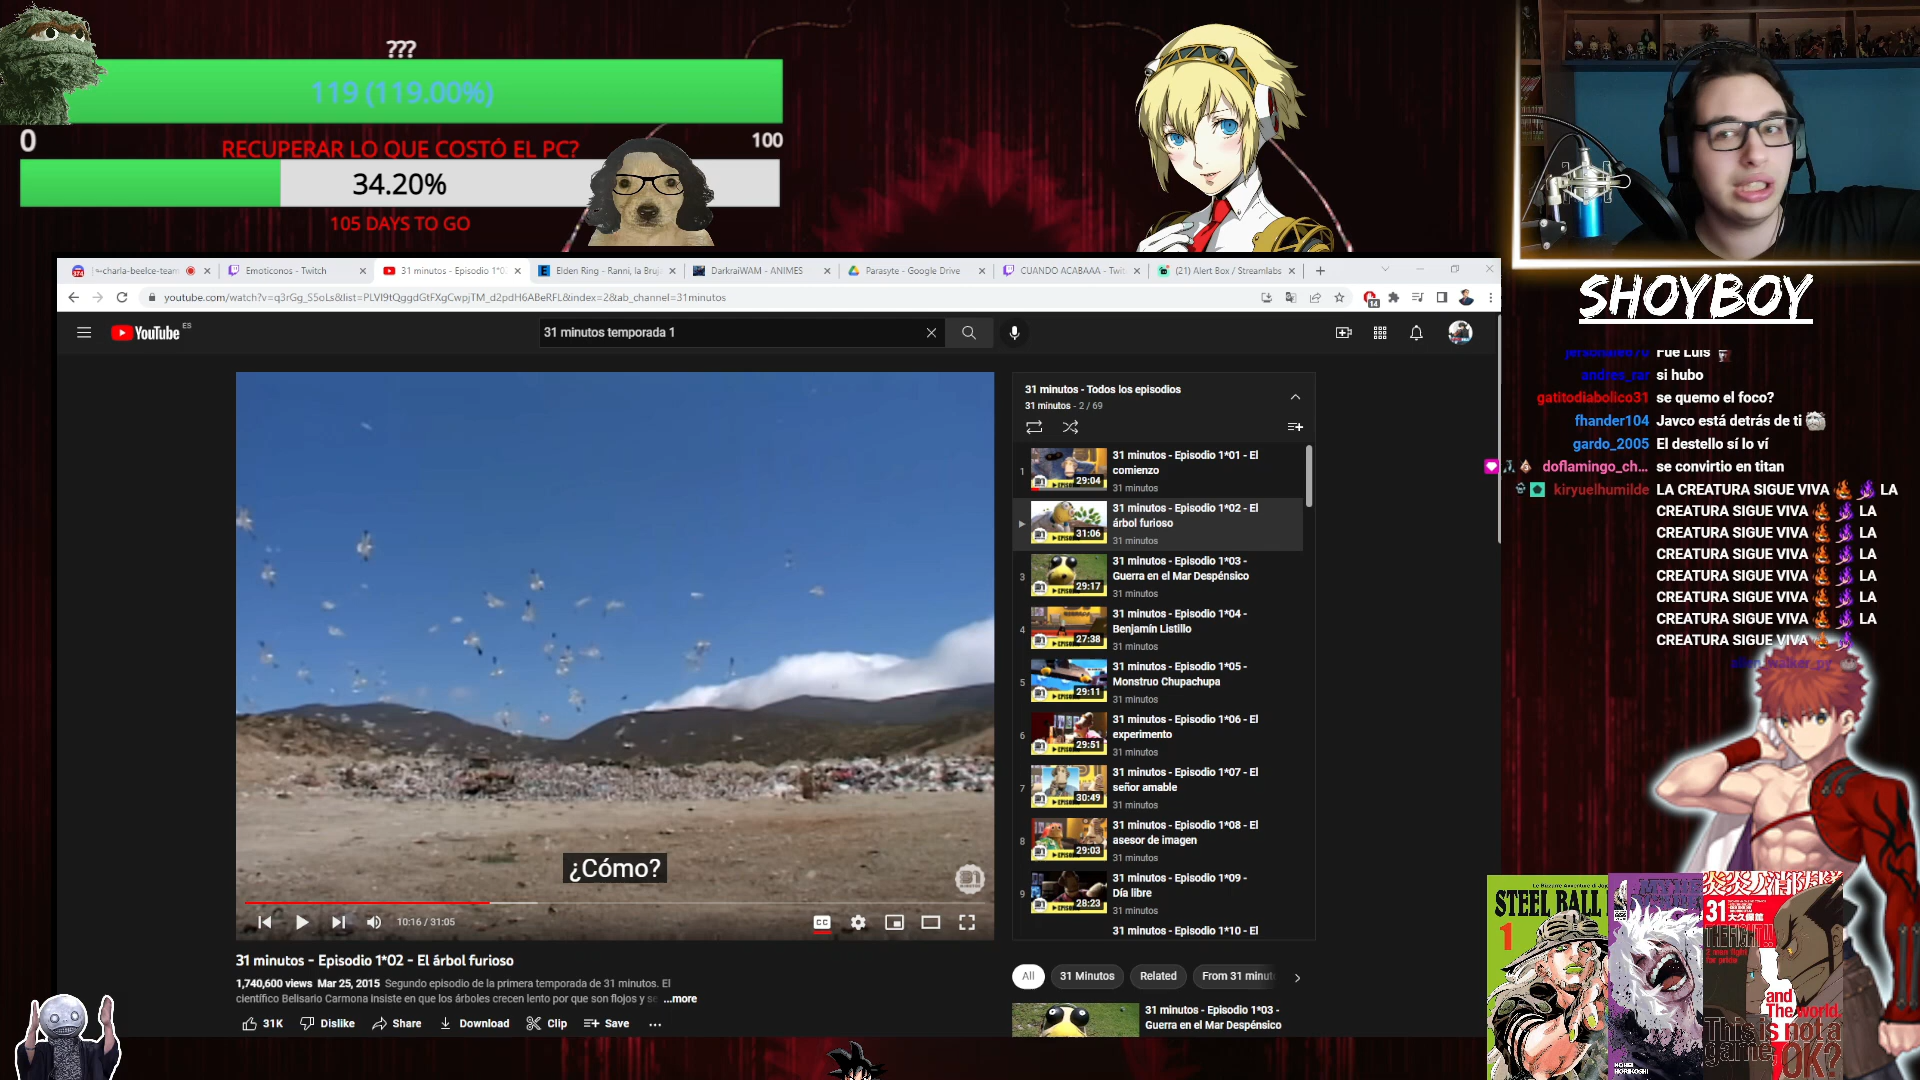 ???
119 (119.00%)
0
100
RECUPERAR LO QUE COSTÓ EL PC?
34.20%
105 DAYS TO GO
Emoticonos - Twitch
31 minutos - Episodio 1*0
Elden Ring - Ranni, la Bruj
DarkraiWAM - ANIMES
Parasyte - Google Drive
CUANDO ACABAAA - Twit
(21) Alert Box / Streamlabs
youtube.com/watch?v=q3rGg_S5oLs&list=PLVI9tQggdGtFXgCwpjTM_d2pdH6ABeRFL&index=2&ab_channel=31minutos
YouTube ES
31 minutos temporada 1
¿Cómo?
10:16 / 31:05
31 minutos - Episodio 1*02 - El árbol furioso
1,740,600 views Mar 25, 2015 Segundo episodio de la primera temporada de 31 minutos. El
científico Belisario Carmona insiste en que los árboles crecen lento por que son flojos y se ...more
31K
Dislike
Share
Download
Clip
Save
31 minutos - Todos los episodios
31 minutos - 2 / 69
1
29:04
31 minutos - Episodio 1*01 - El
comienzo
31 minutos
31:06
31 minutos - Episodio 1*02 - El
árbol furioso
31 minutos
3
29:17
31 minutos - Episodio 1*03 -
Guerra en el Mar Despénsico
31 minutos
4
27:38
31 minutos - Episodio 1*04 -
Benjamín Listillo
31 minutos
5
29:11
31 minutos - Episodio 1*05 -
Monstruo Chupachupa
31 minutos
6
29:51
31 minutos - Episodio 1*06 - El
experimento
31 minutos
7
30:49
31 minutos - Episodio 1*07 - El
señor amable
31 minutos
8
29:03
31 minutos - Episodio 1*08 - El
asesor de imagen
31 minutos
9
28:23
31 minutos - Episodio 1*09 -
Día libre
31 minutos
31 minutos - Episodio 1*10 - El
All
31 Minutos
Related
From 31 minut
31 minutos - Episodio 1*03 -
Guerra en el Mar Despénsico
SHOYBOY
Fue Luis
andres_rar si hubo
gatitodiabolico31 se quemo el foco?
fhander104 Javco está detrás de ti
gardo_2005 El destello sí lo ví
doflamingo_ch... se convirtio en titan
kiryuelhumilde LA CREATURA SIGUE VIVA LA
CREATURA SIGUE VIVA LA
CREATURA SIGUE VIVA LA
CREATURA SIGUE VIVA LA
CREATURA SIGUE VIVA LA
CREATURA SIGUE VIVA LA
CREATURA SIGUE VIVA LA
CREATURA SIGUE VIVA
STEEL BALL
1
31
THE FIGHT!!
and
The world.
This is not a
game OK?